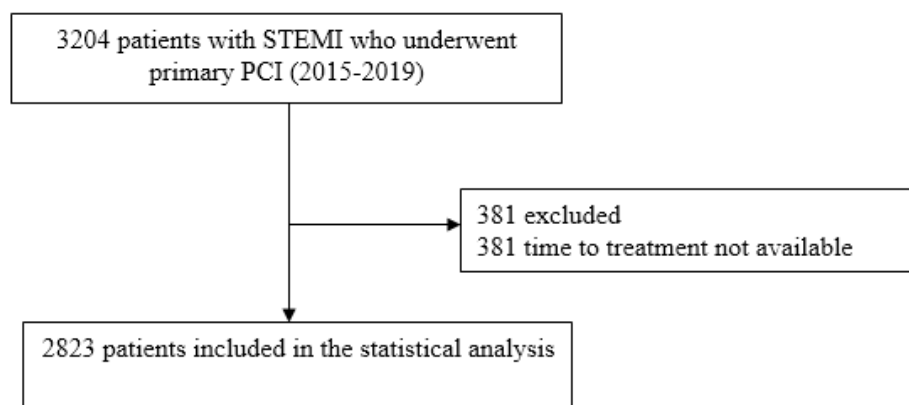 3204 patients with STEMI who underwent
primary PCI (2015-2019)
381 excluded
381 time to treatment not available
2823 patients included in the statistical analysis